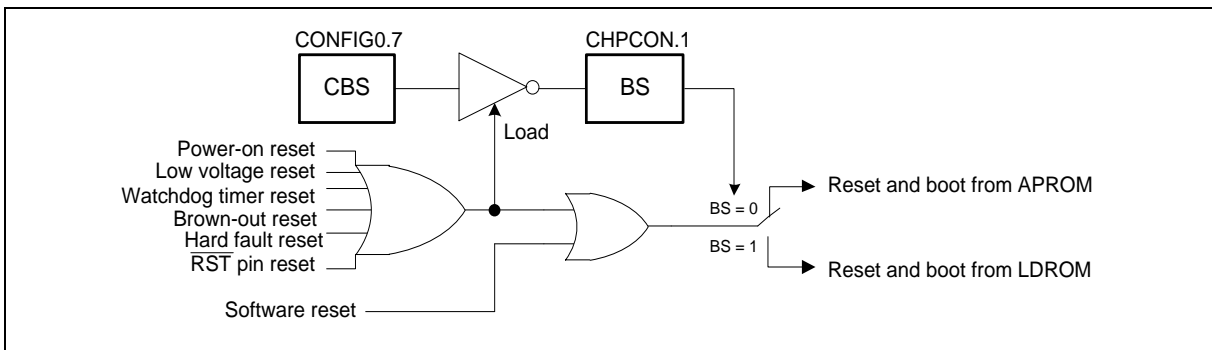 CONFIG0.7
CHPCON.1
CBS
BS
Load
Power-on reset
Low voltage reset
Watchdog timer reset
Brown-out reset
Hard fault reset
RST pin reset
Software reset
BS = 0
BS = 1
Reset and boot from APROM
Reset and boot from LDROM